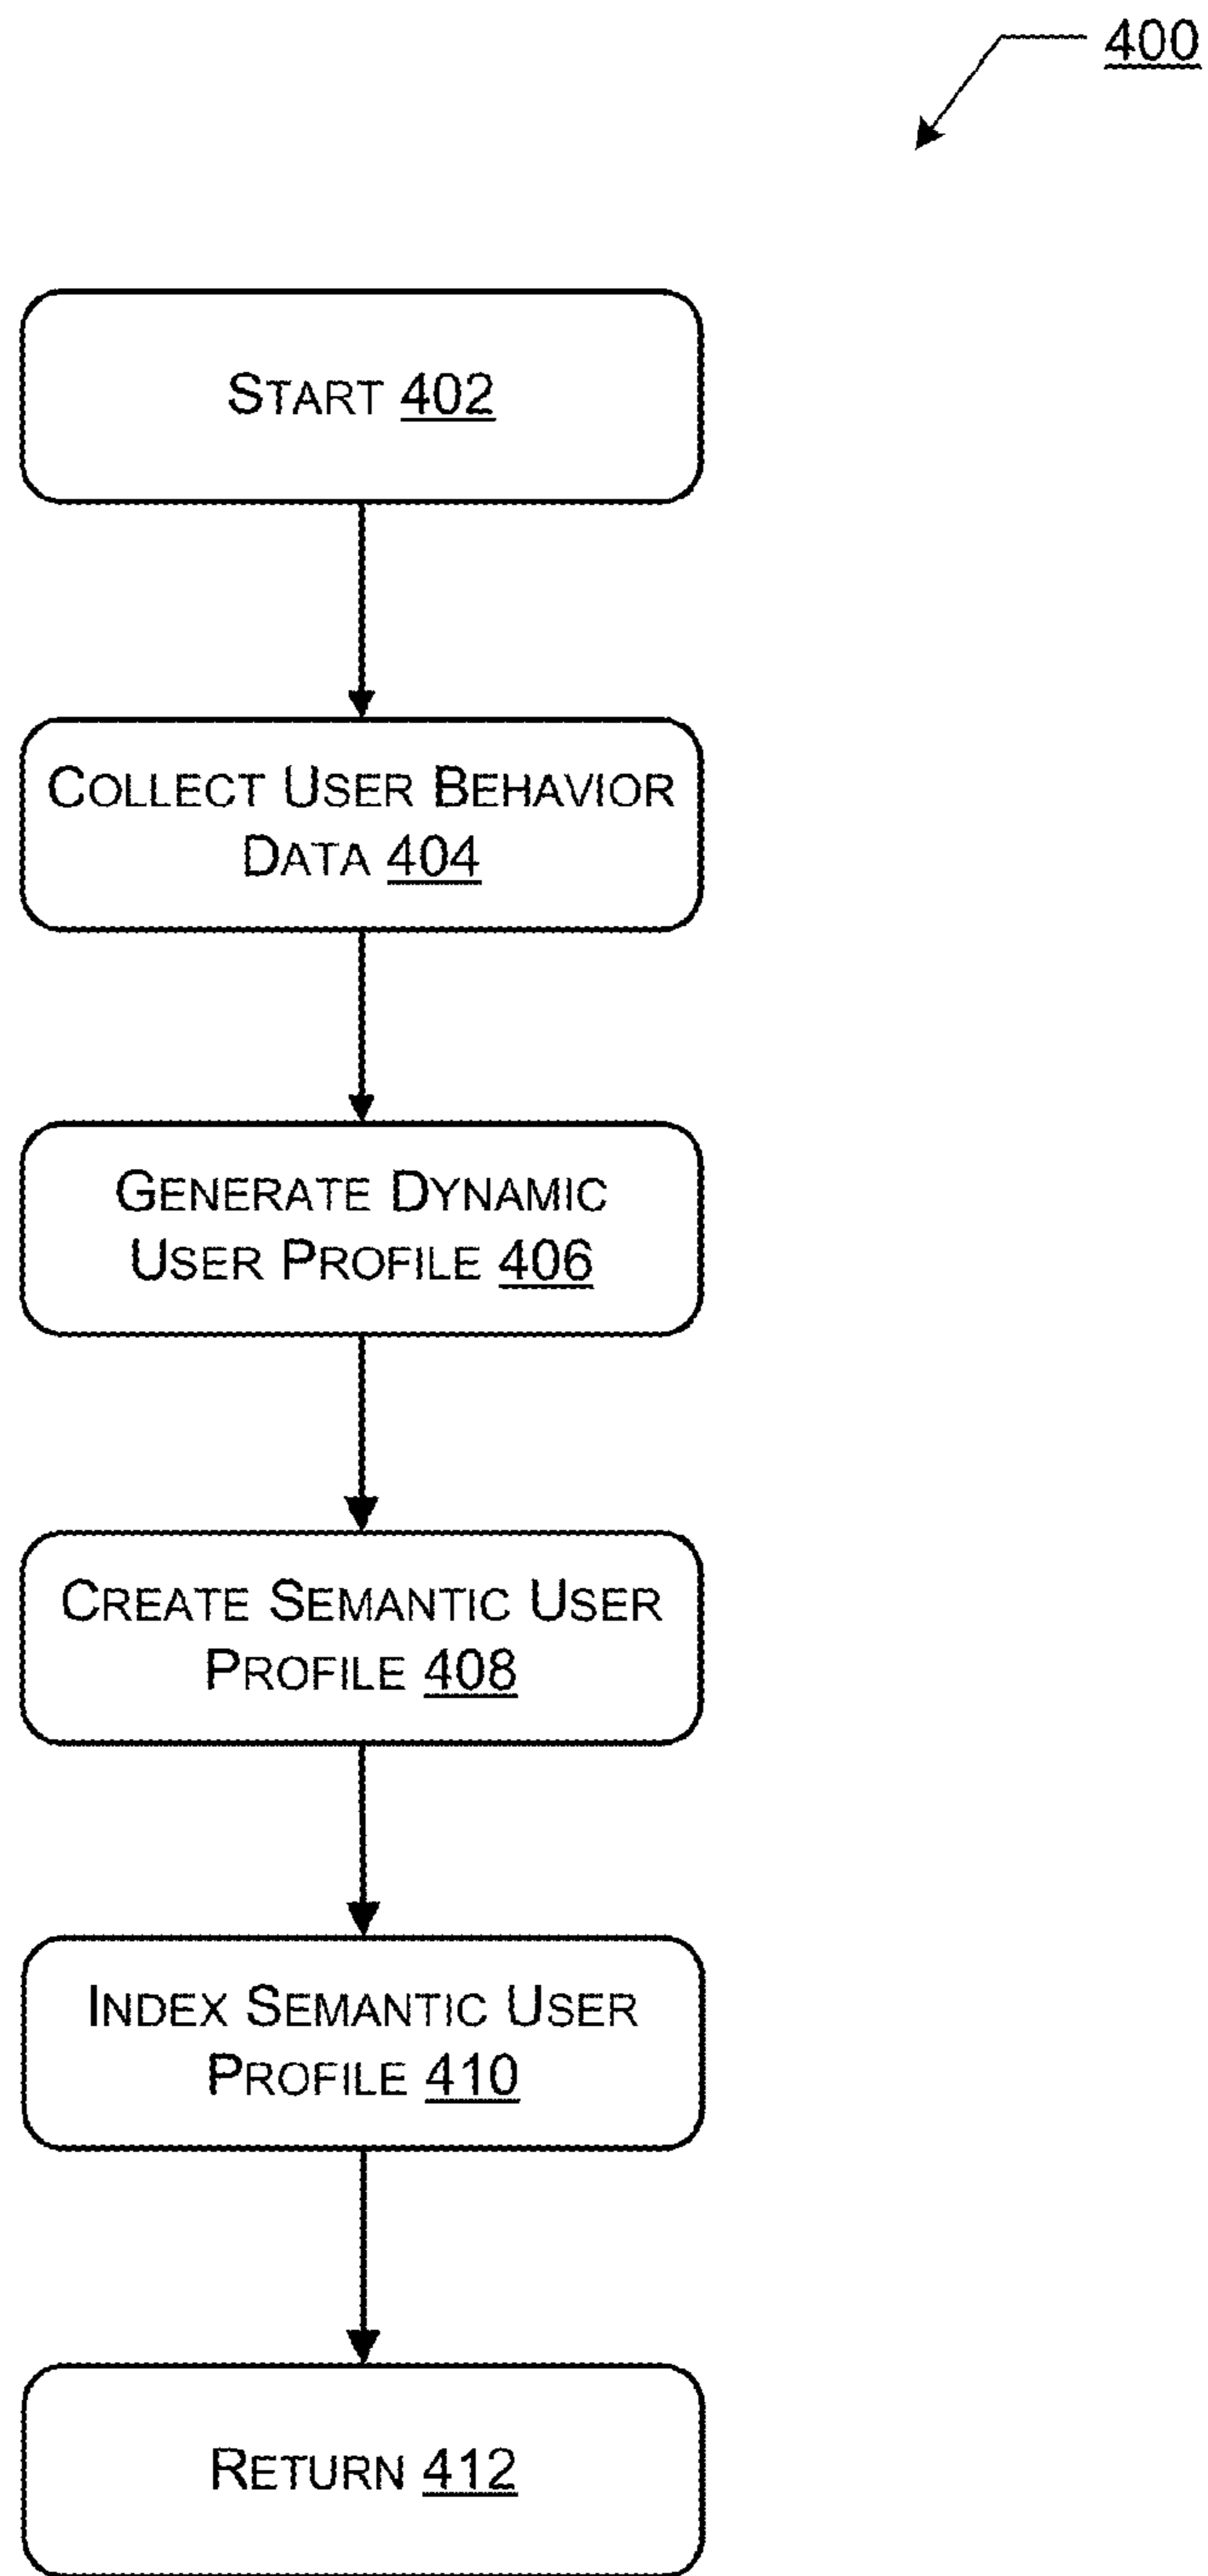 400
START 402
COLLECT USER BEHAVIOR
DATA 404
GENERATE DYNAMIC
USER PROFILE 406
CREATE SEMANTIC USER
PROFILE 408
INDEX SEMANTIC USER
PROFILE 410
RETURN 412